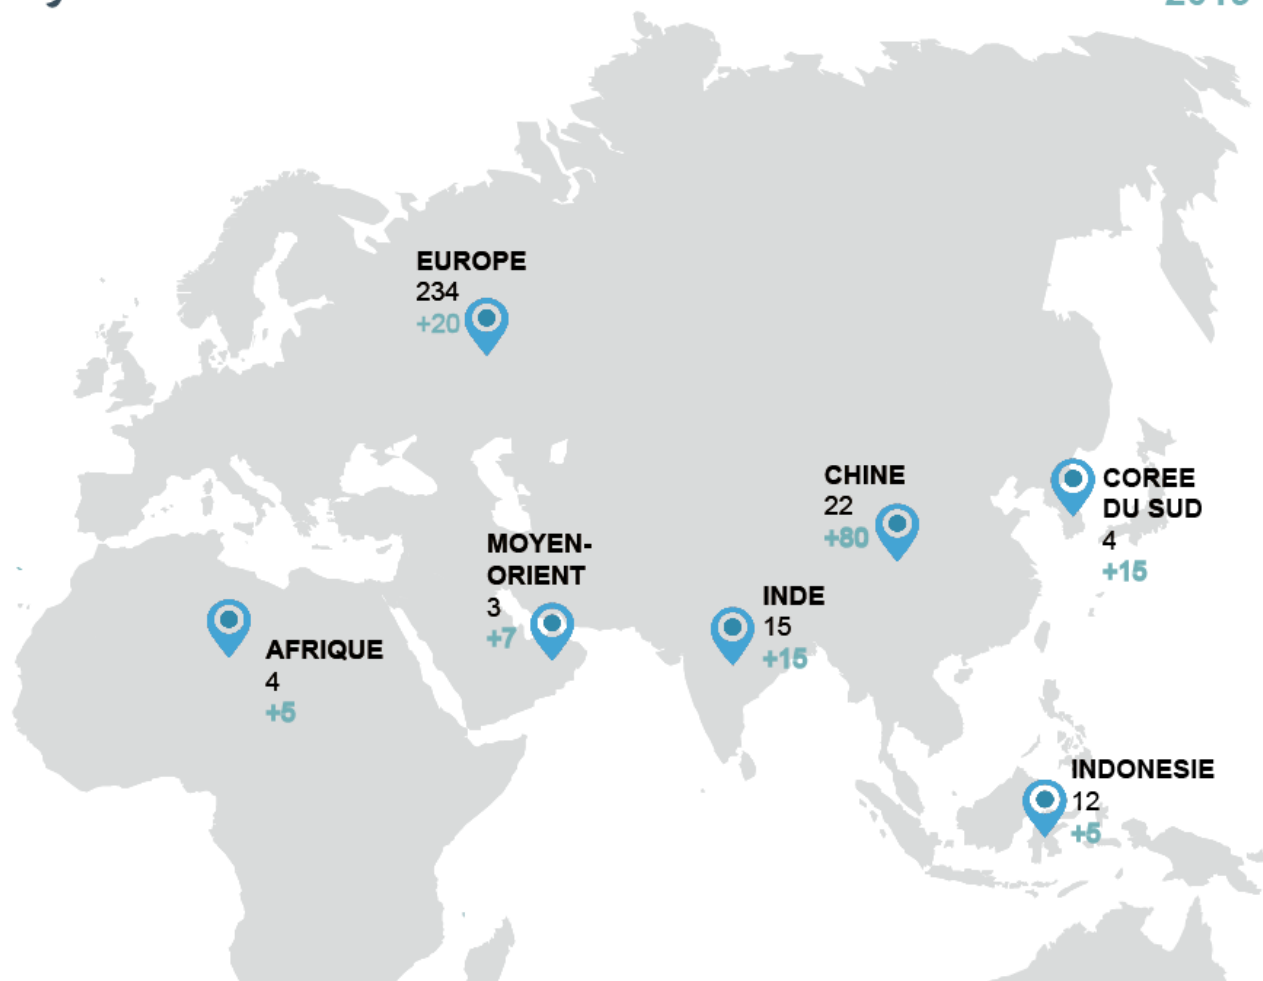 EUROPE
234
+20
CHINE
22
+80
COREE
DU SUD
4
+15
MOYEN-
ORIENT
3
+7
INDE
15
+15
AFRIQUE
4
+5
INDONESIE
12
+5